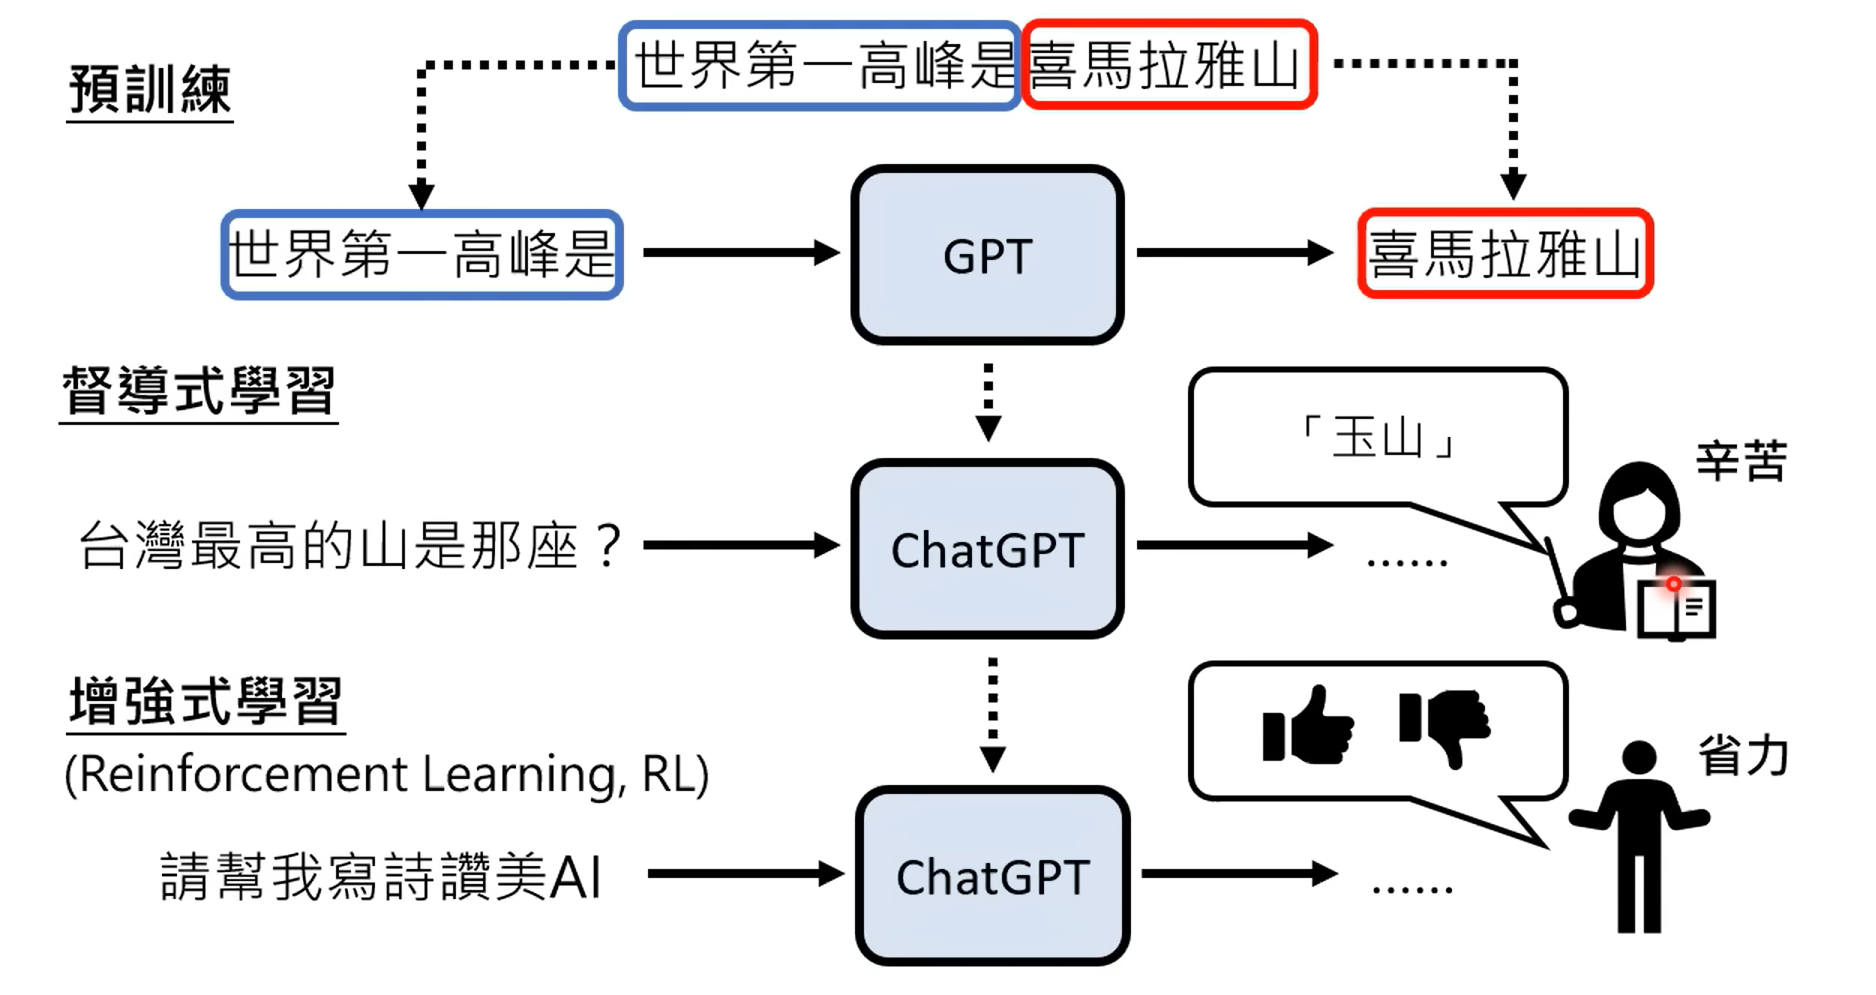 世界第一高峰是喜馬拉雅山
預訓練
世界第一高峰是
GPT
喜馬拉雅山
督導式學習
「玉山」
辛苦
台灣最高的山是那座？
ChatGPT
......
增強式學習
(Reinforcement Learning, RL)
省力
請幫我寫詩讚美AI
ChatGPT
......